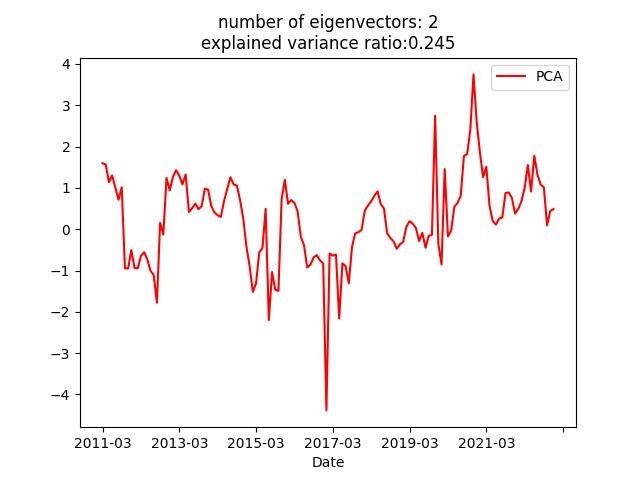 number of eigenvectors: 2
explained variance ratio:0.245
PCA
4
3
2
1
0
−1
−2
−3
−4
2011-03 2013-03 2015-03 2017-03 2019-03 2021-03
Date